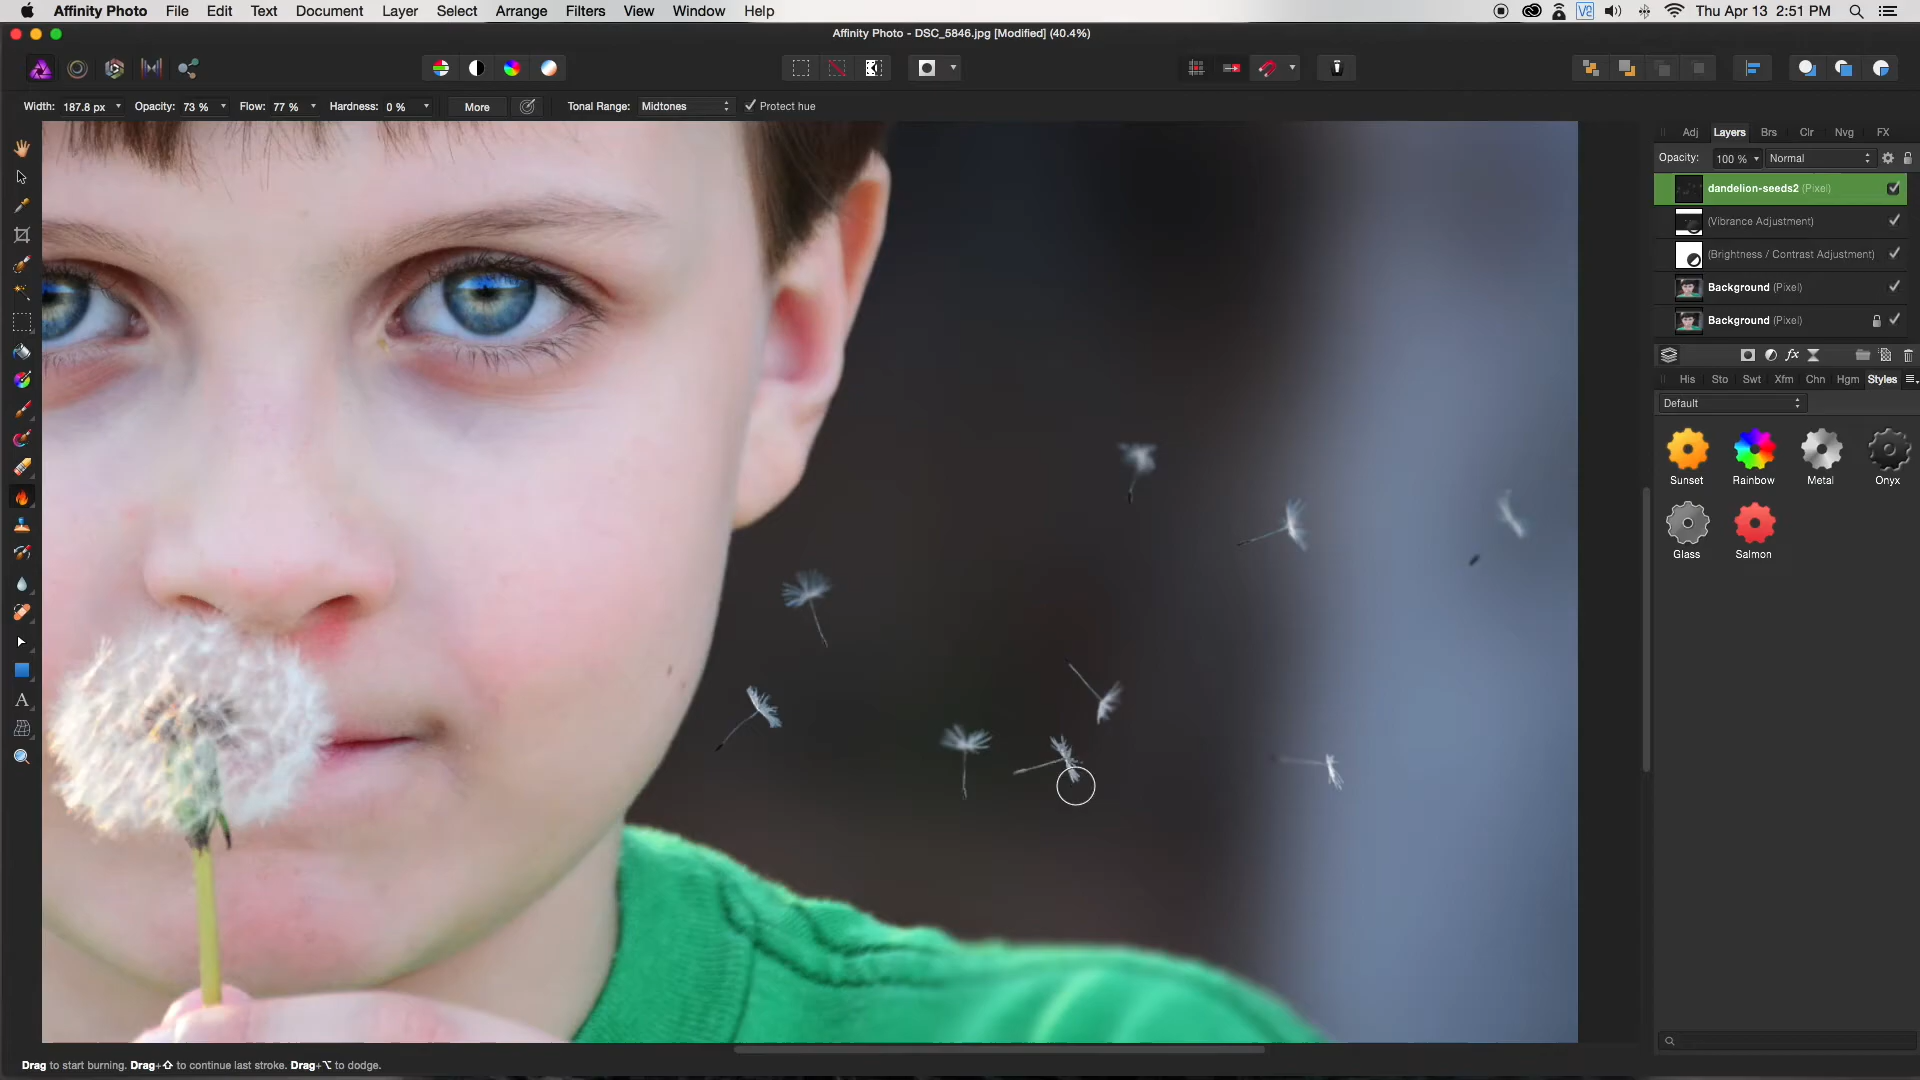 Affinity Photo File Edit Text Document Layer Select Arrange Filters View Window Help Thu Apr 13 2:51 PM
Affinity Photo - DSC_5846.jpg [Modified] (40.4%)
Width: 187.8 px Opacity: 73 % Flow: 77 % Hardness: 0 % More Tonal Range: Midtones Protect hue
Adj Layers Brs Clr Nvg FX
Opacity: 100 % Normal
dandelion-seeds2 (Pixel)
(Vibrance Adjustment)
(Brightness / Contrast Adjustment)
Background (Pixel)
Background (Pixel)
fx
His Sto Swt Xfm Chn Hgm Styles
Default
Sunset Rainbow Metal Onyx
Glass Salmon
A
Drag to start burning. Drag+⇧ to continue last stroke. Drag+⌥ to dodge.